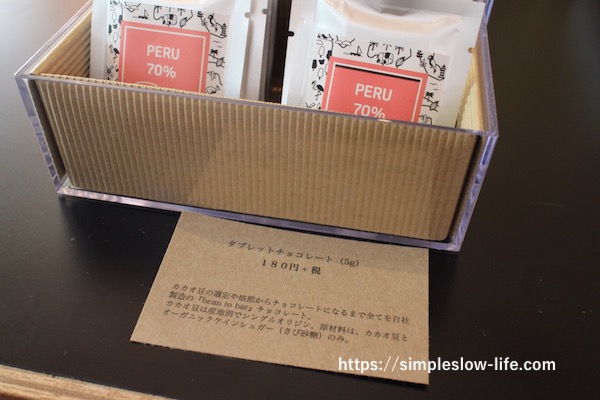 PERU
70%
PERU
70%
タブレットチョコレート (5g)
180円+税
カカオ豆の選定や焙煎からチョコレートになるまで全てを自社
製造の『bean to bar』チョコレート。
カカオ豆は産地別でシングルオリジン。原材料は、カカオ豆と
オーガニックケインシュガー（きび砂糖）のみ。
https://simpleslow-life.com